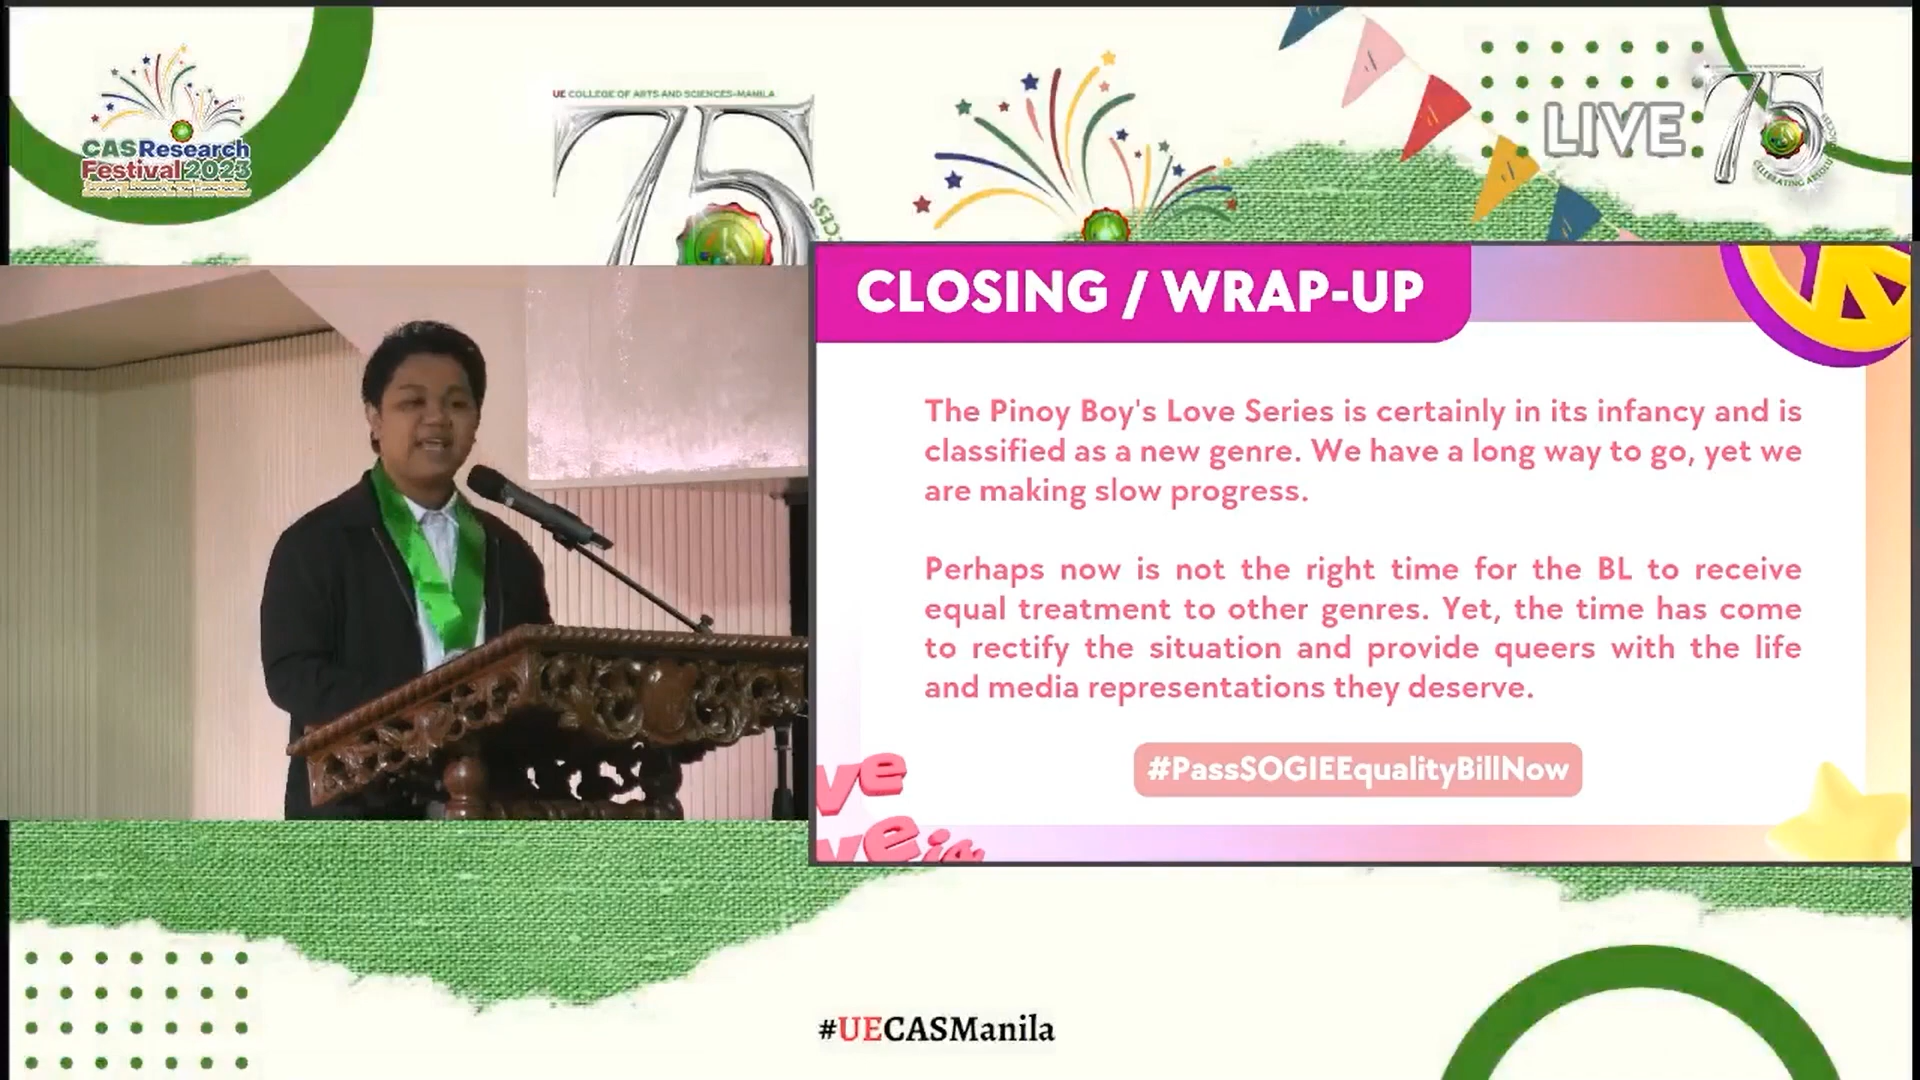 CASResearch
Festival 2023
UE COLLEGE OF ARTS AND SCIENCES-MANILA
75
LIVE
75
CLOSING / WRAP-UP
The Pinoy Boy's Love Series is certainly in its infancy and is
classified as a new genre. We have a long way to go, yet we
are making slow progress.
Perhaps now is not the right time for the BL to receive
equal treatment to other genres. Yet, the time has come
to rectify the situation and provide queers with the life
and media representations they deserve.
#PassSOGIEEqualityBillNow
#UECASManila